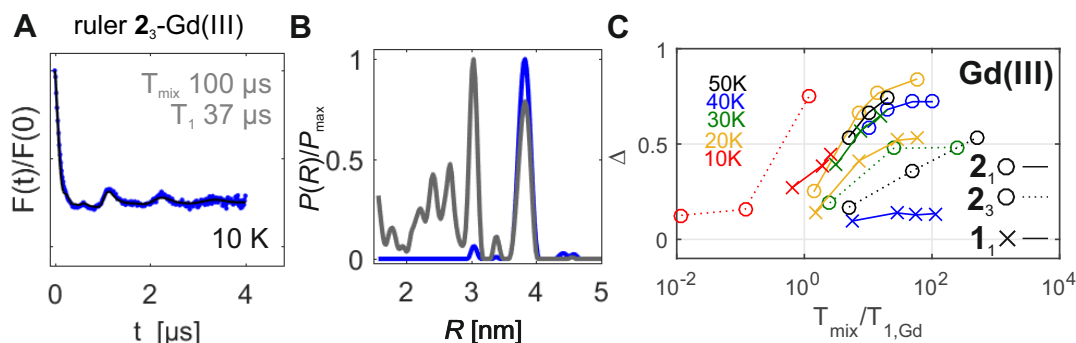 A ruler 2₃-Gd(III)
T_mix 100 µs
T₁ 37 µs
F(t)/F(0)
10 K
0 2 4
t [µs]
B
P(R)/P_max
1
0.5
0
2 3 4 5
R [nm]
C
Gd(III)
50K
40K
30K
20K
10K
Δ
1
0.5
0
2₁
2₃
1₁
10⁻² 10⁰ 10² 10⁴
T_mix/T_1,Gd